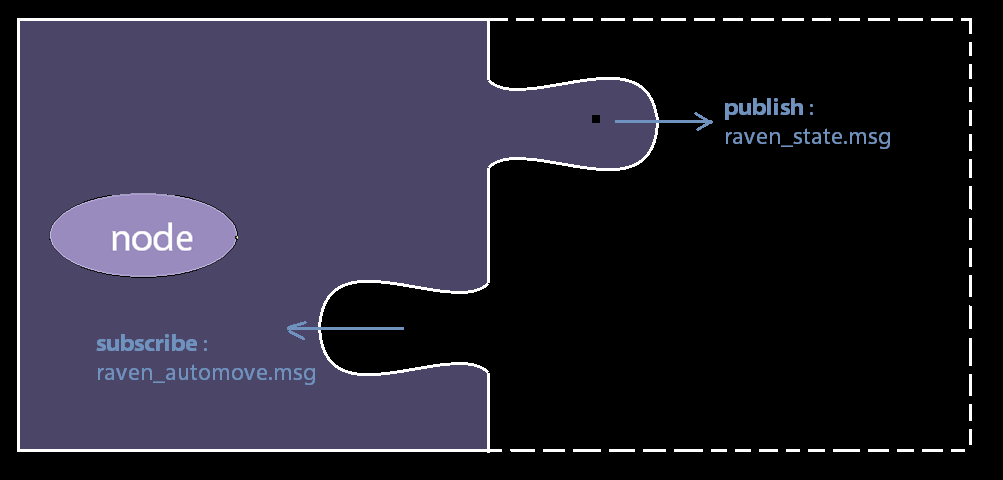 publish :
raven_state.msg
node
subscribe :
raven_automove.msg